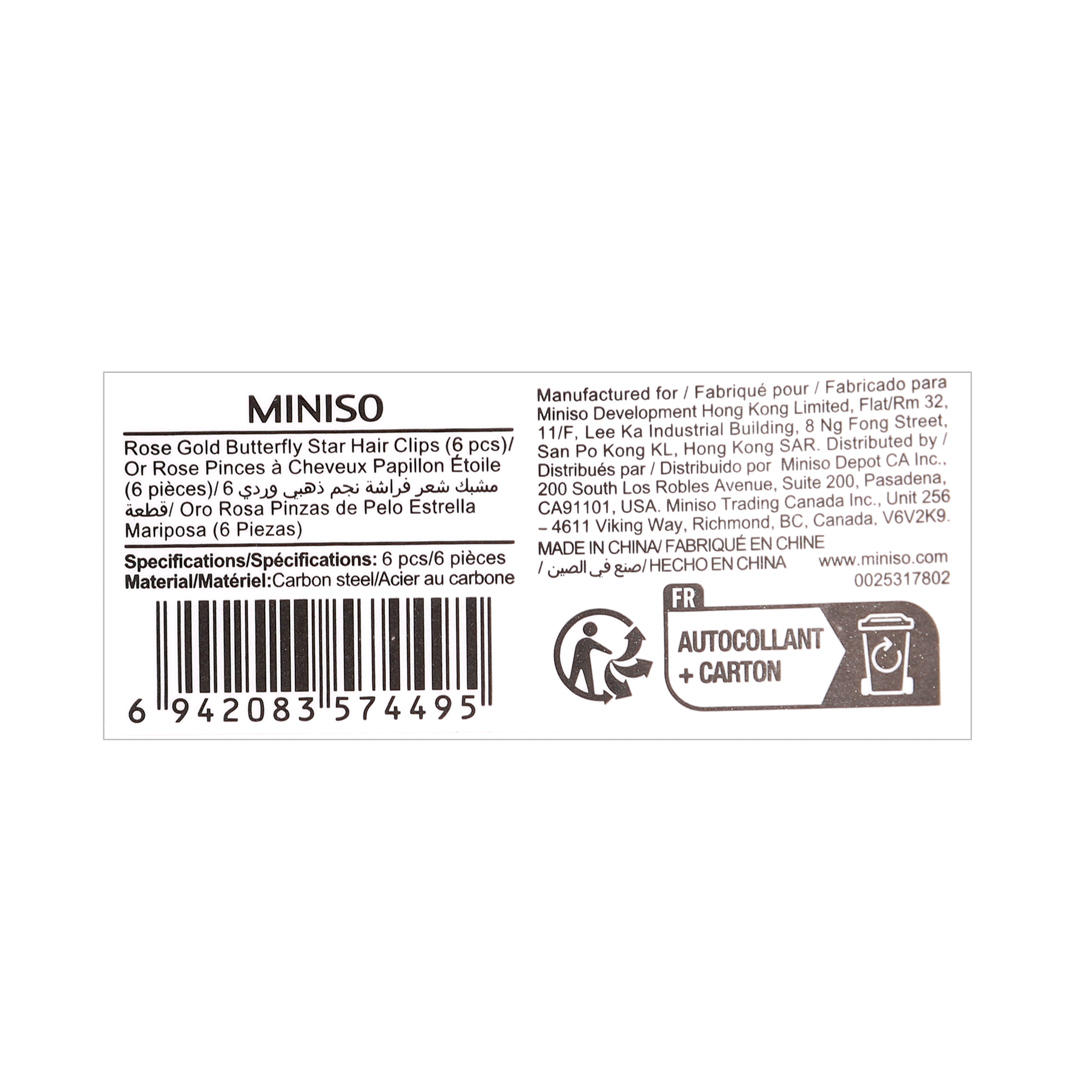 MINISO
Rose Gold Butterfly Star Hair Clips (6 pcs)/
Or Rose Pinces à Cheveux Papillon Étoile
(6 pièces)/ 6 مشبك شعر فراشة نجم ذهبي وردي
قطعة/ Oro Rosa Pinzas de Pelo Estrella
Mariposa (6 Piezas)
Specifications/Spécifications: 6 pcs/6 pièces
Material/Matériel:Carbon steel/Acier au carbone
6 942083 574495
Manufactured for / Fabriqué pour / Fabricado para
Miniso Development Hong Kong Limited, Flat/Rm 32,
11/F, Lee Ka Industrial Building, 8 Ng Fong Street,
San Po Kong KL, Hong Kong SAR. Distributed by /
Distribués par / Distribuido por Miniso Depot CA Inc.,
200 South Los Robles Avenue, Suite 200, Pasadena,
CA91101, USA. Miniso Trading Canada Inc., Unit 256
– 4611 Viking Way, Richmond, BC, Canada, V6V2K9.
MADE IN CHINA/ FABRIQUÉ EN CHINE
/ صنع في الصين/ HECHO EN CHINA
www.miniso.com
0025317802
FR
AUTOCOLLANT
+ CARTON